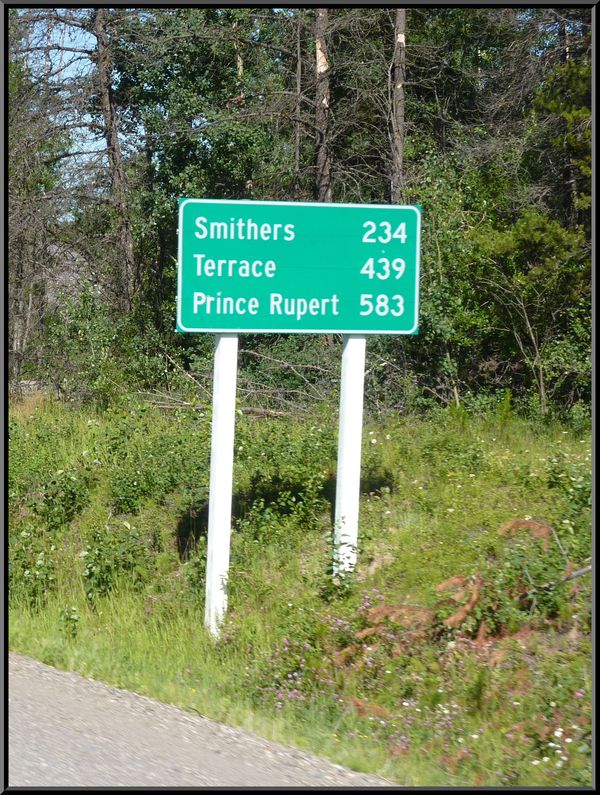 Smithers 234
Terrace 439
Prince Rupert 583